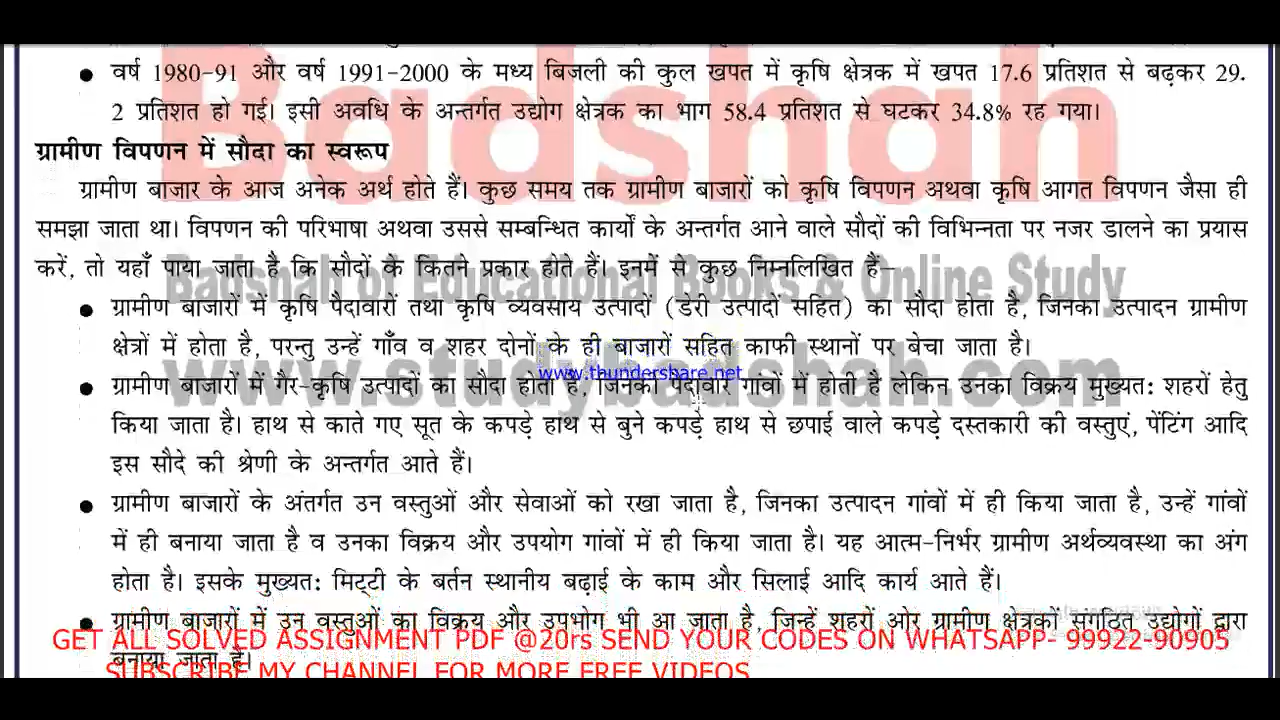 वर्ष 1980-91 और वर्ष 1991-2000 के मध्य बिजली की कुल खपत में कृषि क्षेत्रक में खपत 17.6 प्रतिशत से बढ़कर 29.
2 प्रतिशत हो गई। इसी अवधि के अन्तर्गत उद्योग क्षेत्रक का भाग 58.4 प्रतिशत से घटकर 34.8% रह गया।
Badshah
ग्रामीण विपणन में सौदा का स्वरूप
ग्रामीण बाजार के आज अनेक अर्थ होते हैं। कुछ समय तक ग्रामीण बाजारों को कृषि विपणन अथवा कृषि आगत विपणन जैसा ही
समझा जाता था। विपणन की परिभाषा अथवा उससे सम्बन्धित कार्यों के अन्तर्गत आने वाले सौदों की विभिन्नता पर नजर डालने का प्रयास
करें, तो यहाँ पाया जाता है कि सौदों के कितने प्रकार होते हैं। इनमें से कुछ निम्नलिखित हैं-
Badshah of Educational Books & Online Study
ग्रामीण बाजारों में कृषि पैदावारों तथा कृषि व्यवसाय उत्पादों (डेरी उत्पादों सहित) का सौदा होता है, जिनका उत्पादन ग्रामीण
क्षेत्रों में होता है, परन्तु उन्हें गाँव व शहर दोनों के ही बाजारों सहित काफी स्थानों पर बेचा जाता है।
www.thundershare.net
www.studybadshah.com
ग्रामीण बाजारों में गैर-कृषि उत्पादों का सौदा होता है, जिनकी पैदावार गांवों में होती है लेकिन उनका विक्रय मुख्यत: शहरों हेतु
किया जाता है। हाथ से काते गए सूत के कपड़े हाथ से बुने कपड़े हाथ से छपाई वाले कपड़े दस्तकारी की वस्तुएं, पेंटिंग आदि
इस सौदे की श्रेणी के अन्तर्गत आते हैं।
ग्रामीण बाजारों के अंतर्गत उन वस्तुओं और सेवाओं को रखा जाता है, जिनका उत्पादन गांवों में ही किया जाता है, उन्हें गांवों
में ही बनाया जाता है व उनका विक्रय और उपयोग गांवों में ही किया जाता है। यह आत्म-निर्भर ग्रामीण अर्थव्यवस्था का अंग
होता है। इसके मुख्यत: मिट्टी के बर्तन स्थानीय बढ़ाई के काम और सिलाई आदि कार्य आते हैं।
ग्रामीण बाजारों में उन वस्तुओं का विक्रय और उपभोग भी आ जाता है, जिन्हें शहरों ओर ग्रामीण क्षेत्रकों संगठित उद्योगों द्वारा
GET ALL SOLVED ASSIGNMENT PDF @20rs SEND YOUR CODES ON WHATSAPP- 99922-90905
बनाया जाता है।
SUBSCRIBE MY CHANNEL FOR MORE FREE VIDEOS